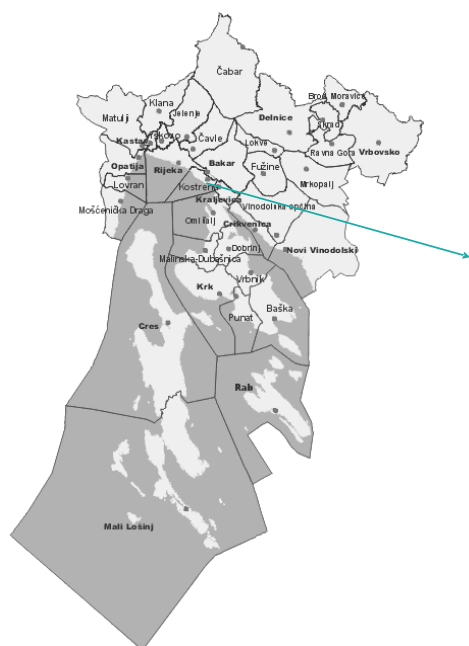 Čabar
Brod Moravice
Klana
Matulji
Jelenje
Delnice
Skrad
Kastav
Viškovo
Čavle
Lokve
Ravna Gora
Vrbovsko
Opatija
Rijeka
Bakar
Fužine
Lovran
Kostrena
Mrkopalj
Mošćenička Draga
Kraljevica
Vinodolska općina
Omišalj
Crikvenica
Dobrinj
Novi Vinodolski
Malinska-Dubašnica
Vrbnik
Krk
Baška
Punat
Cres
Rab
Mali Lošinj